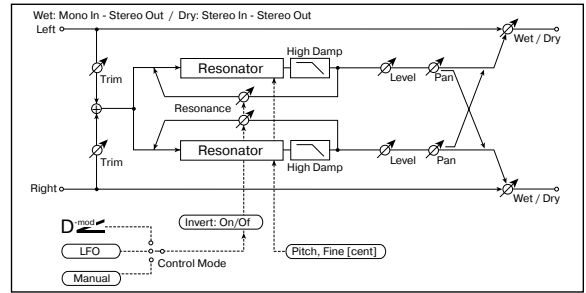 Wet: Mono In - Stereo Out / Dry: Stereo In - Stereo Out
Left
Wet / Dry
Trim
Resonator
High Damp
Level
Pan
Resonance
Resonator
High Damp
Level
Pan
Trim
Right
Wet / Dry
D-mod
Invert: On/Of
LFO
Control Mode
Pitch, Fine [cent]
Manual